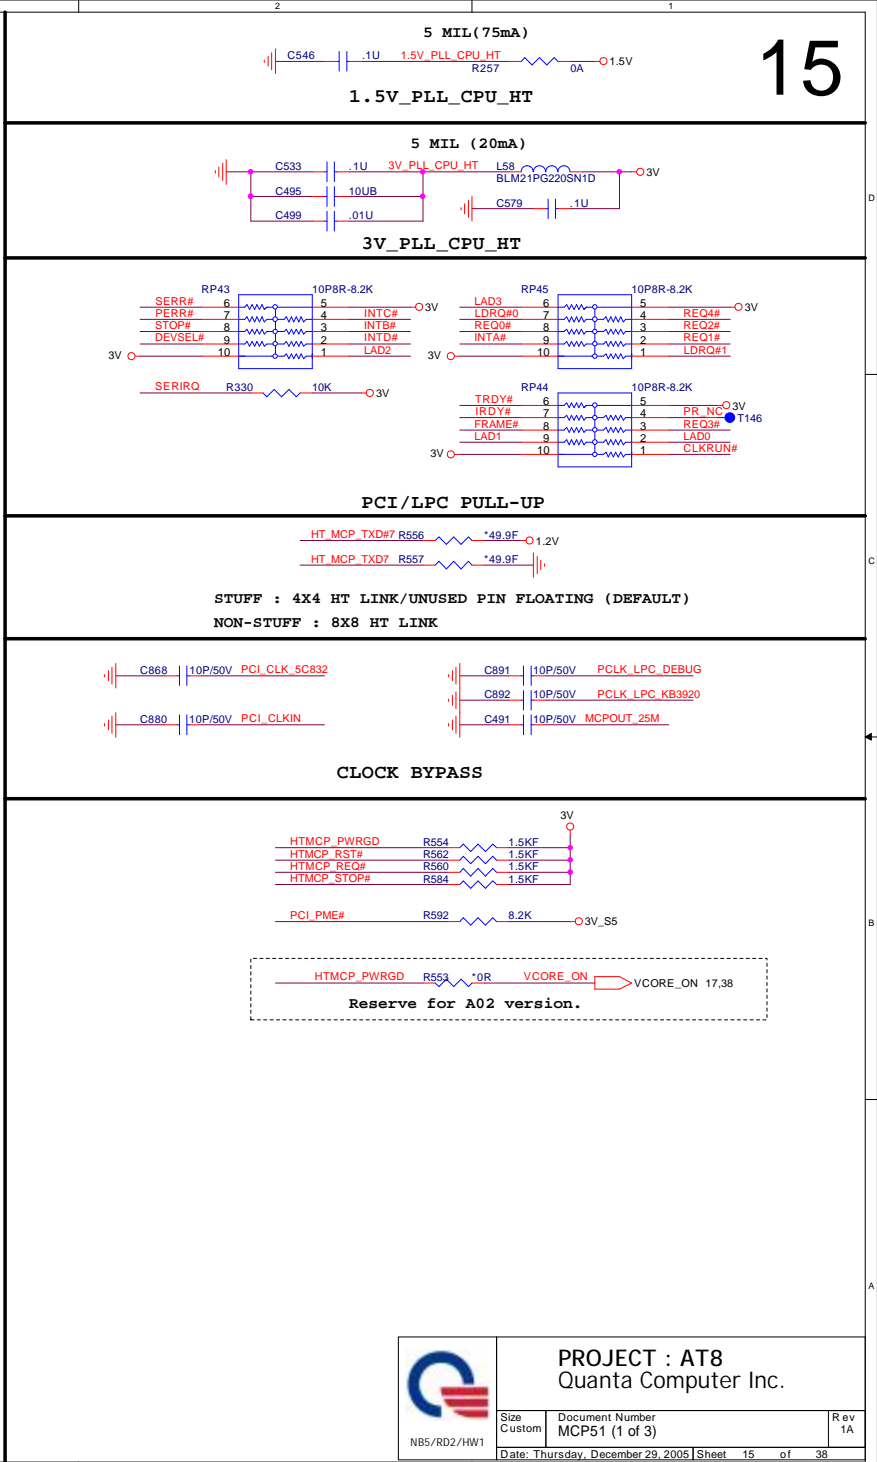 2 1
5 MIL(75mA)
C546 .1U 1.5V_PLL_CPU_HT R257 0A 1.5V
15
1.5V_PLL_CPU_HT
5 MIL (20mA)
C533 .1U 3V_PLL_CPU_HT L58 3V
BLM21PG220SN1D
C495 10UB
C579 .1U
C499 .01U
D
3V_PLL_CPU_HT
RP43 10P8R-8.2K
SERR# 6 5 3V
PERR# 7 4 INTC#
STOP# 8 3 INTB#
DEVSEL# 9 2 INTD#
3V 10 1 LAD2
RP45 10P8R-8.2K
LAD3 6 5 3V
LDRQ#0 7 4 REQ4#
REQ0# 8 3 REQ2#
INTA# 9 2 REQ1#
3V 10 1 LDRQ#1
SERIRQ R330 10K 3V
RP44 10P8R-8.2K
TRDY# 6 5 3V
IRDY# 7 4 PR_NC T146
FRAME# 8 3 REQ3#
LAD1 9 2 LAD0
3V 10 1 CLKRUN#
PCI/LPC PULL-UP
HT_MCP_TXD#7 R556 *49.9F 1.2V
HT_MCP_TXD7 R557 *49.9F
C
STUFF : 4X4 HT LINK/UNUSED PIN FLOATING (DEFAULT)
NON-STUFF : 8X8 HT LINK
C868 10P/50V PCI_CLK_5C832
C880 10P/50V PCI_CLKIN
C891 10P/50V PCLK_LPC_DEBUG
C892 10P/50V PCLK_LPC_KB3920
C491 10P/50V MCPOUT_25M
CLOCK BYPASS
3V
HTMCP_PWRGD R554 1.5KF
HTMCP_RST# R562 1.5KF
HTMCP_REQ# R560 1.5KF
HTMCP_STOP# R584 1.5KF
PCI_PME# R592 8.2K 3V_S5
B
HTMCP_PWRGD R553 *0R VCORE_ON VCORE_ON 17,38
Reserve for A02 version.
A
PROJECT : AT8
Quanta Computer Inc.
NB5/RD2/HW1
Size Document Number Rev
Custom MCP51 (1 of 3) 1A
Date: Thursday, December 29, 2005 Sheet 15 of 38